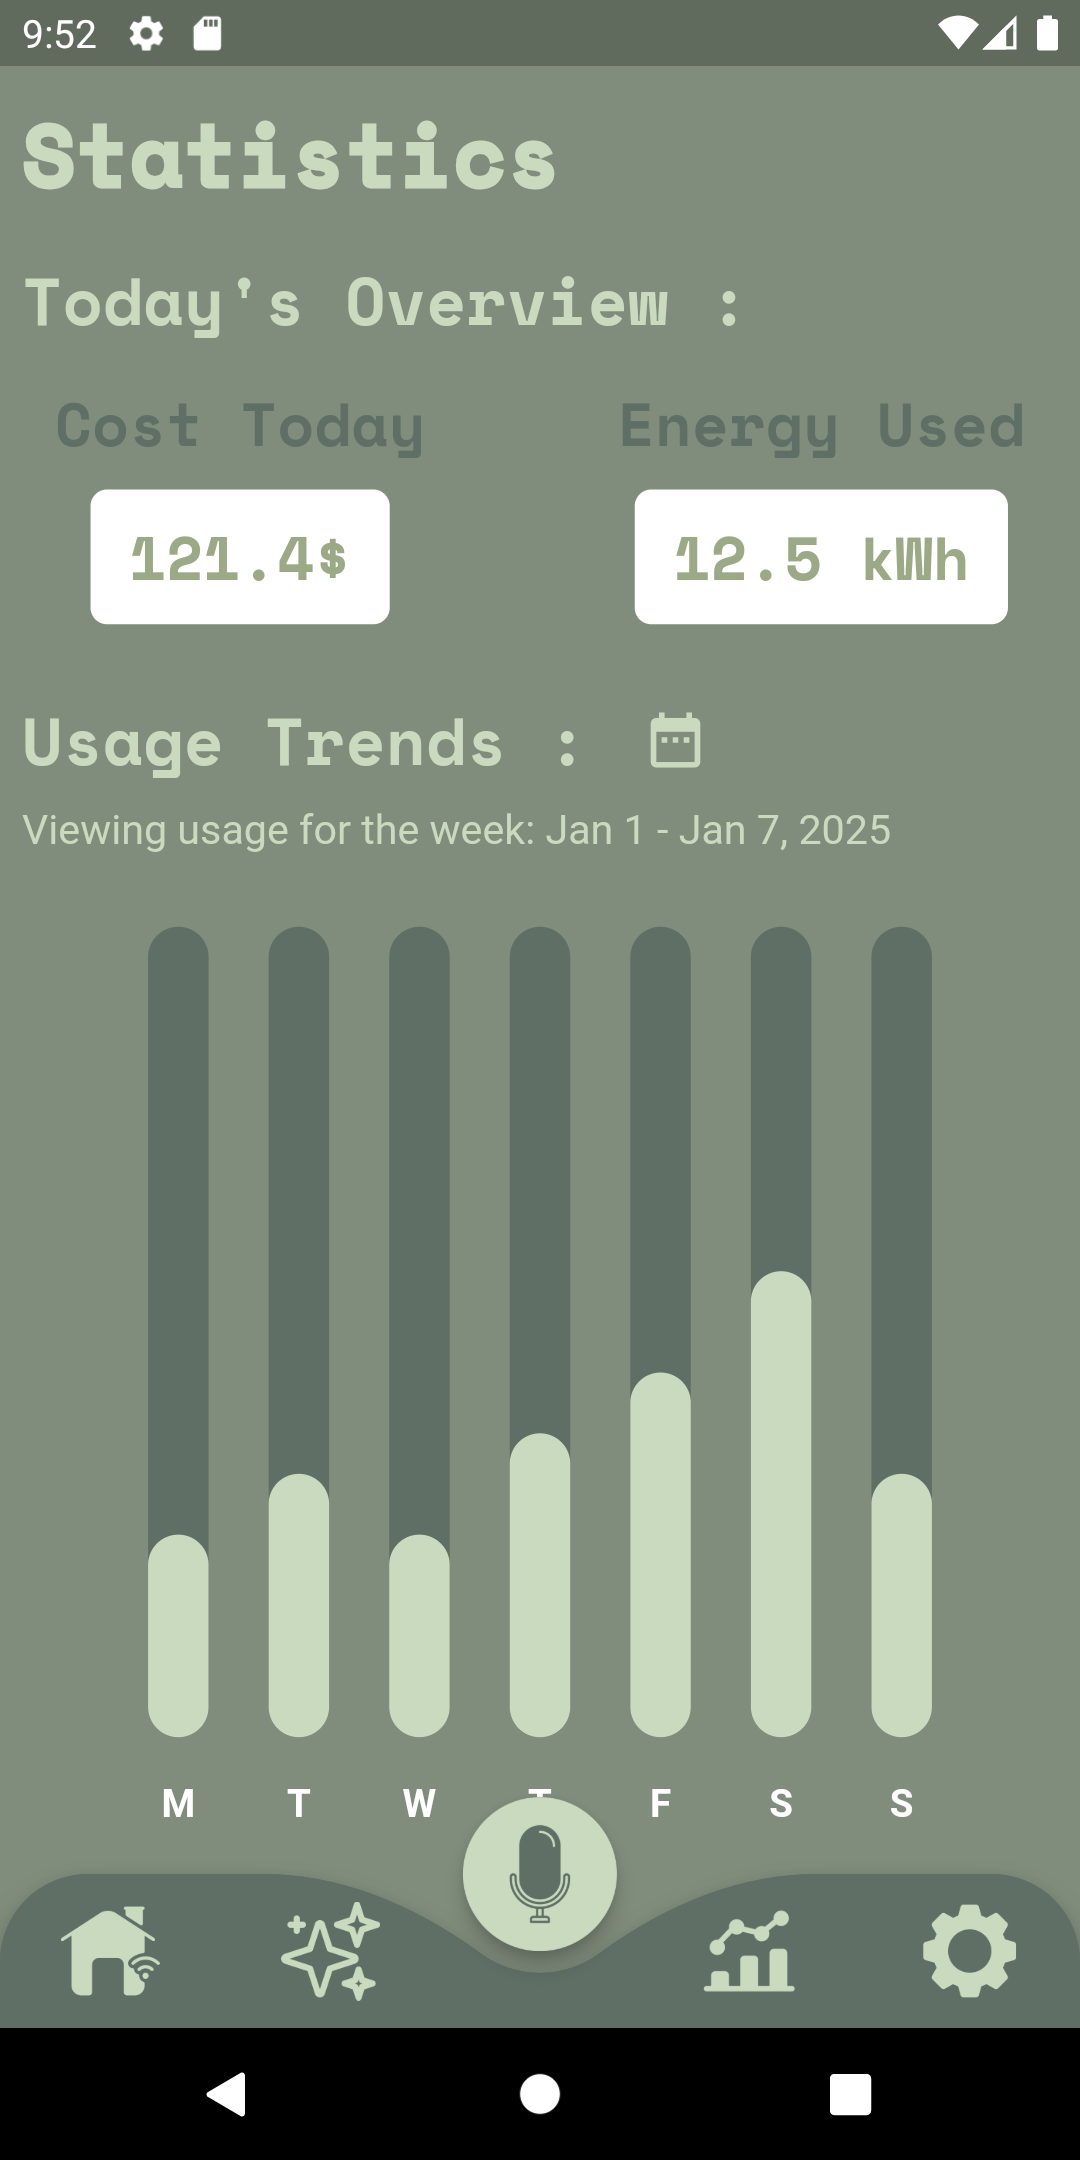 9:52
Statistics
Today's Overview :
Cost Today Energy Used
121.4$ 12.5 kWh
Usage Trends :
Viewing usage for the week: Jan 1 - Jan 7, 2025
M T W T F S S